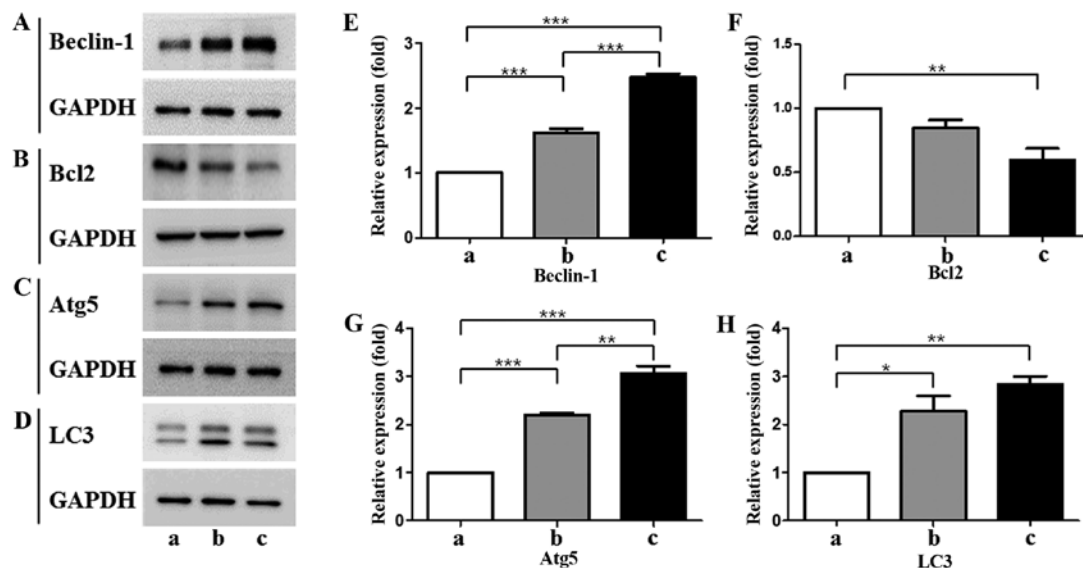 A
Beclin-1
GAPDH
B
Bcl2
GAPDH
C
Atg5
GAPDH
D
LC3
GAPDH
a b c
E
Relative expression (fold)
3
2
1
0
***
***
***
a b c
Beclin-1
F
Relative expression (fold)
1.5
1.0
0.5
0.0
**
a b c
Bcl2
G
Relative expression (fold)
4
3
2
1
0
***
***
**
a b c
Atg5
H
Relative expression (fold)
4
3
2
1
0
**
*
a b c
LC3